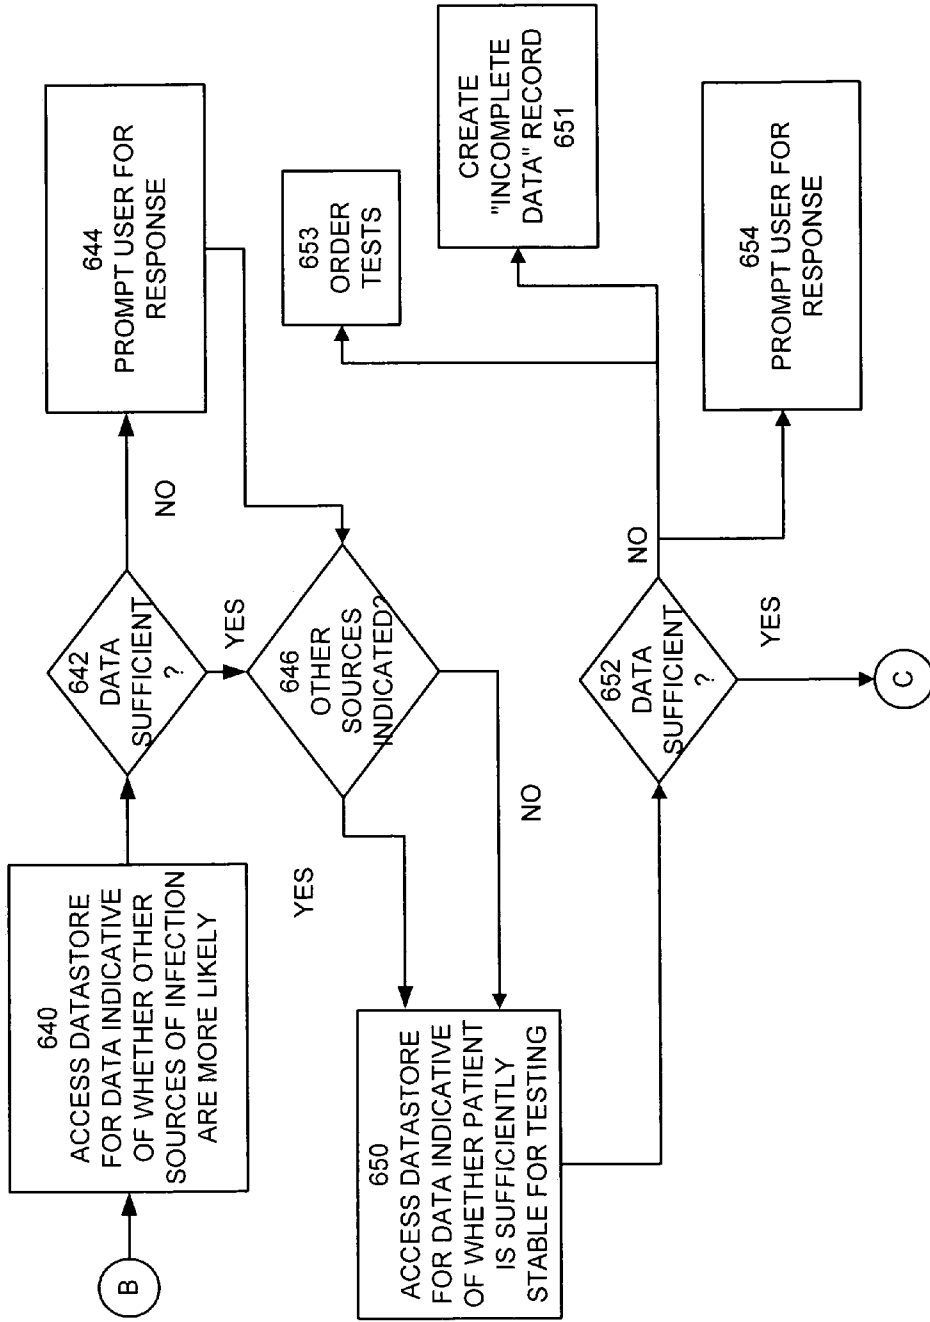 B
640
ACCESS DATASTORE
FOR DATA INDICATIVE
OF WHETHER OTHER
SOURCES OF INFECTION
ARE MORE LIKELY
642
DATA
SUFFICIENT
?
NO
644
PROMPT USER FOR
RESPONSE
YES
646
OTHER
SOURCES
INDICATED?
YES
NO
650
ACCESS DATASTORE
FOR DATA INDICATIVE
OF WHETHER PATIENT
IS SUFFICIENTLY
STABLE FOR TESTING
652
DATA
SUFFICIENT
?
NO
653
ORDER
TESTS
CREATE
"INCOMPLETE
DATA" RECORD
651
654
PROMPT USER FOR
RESPONSE
YES
C